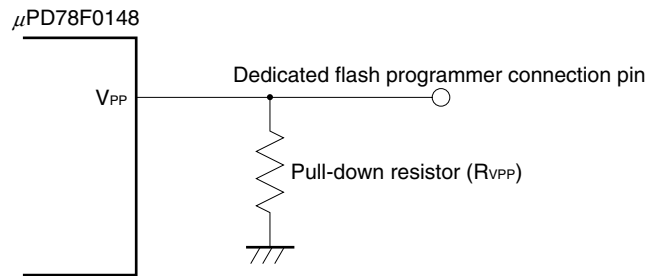 μPD78F0148
Dedicated flash programmer connection pin
VPP
Pull-down resistor (RVPP)